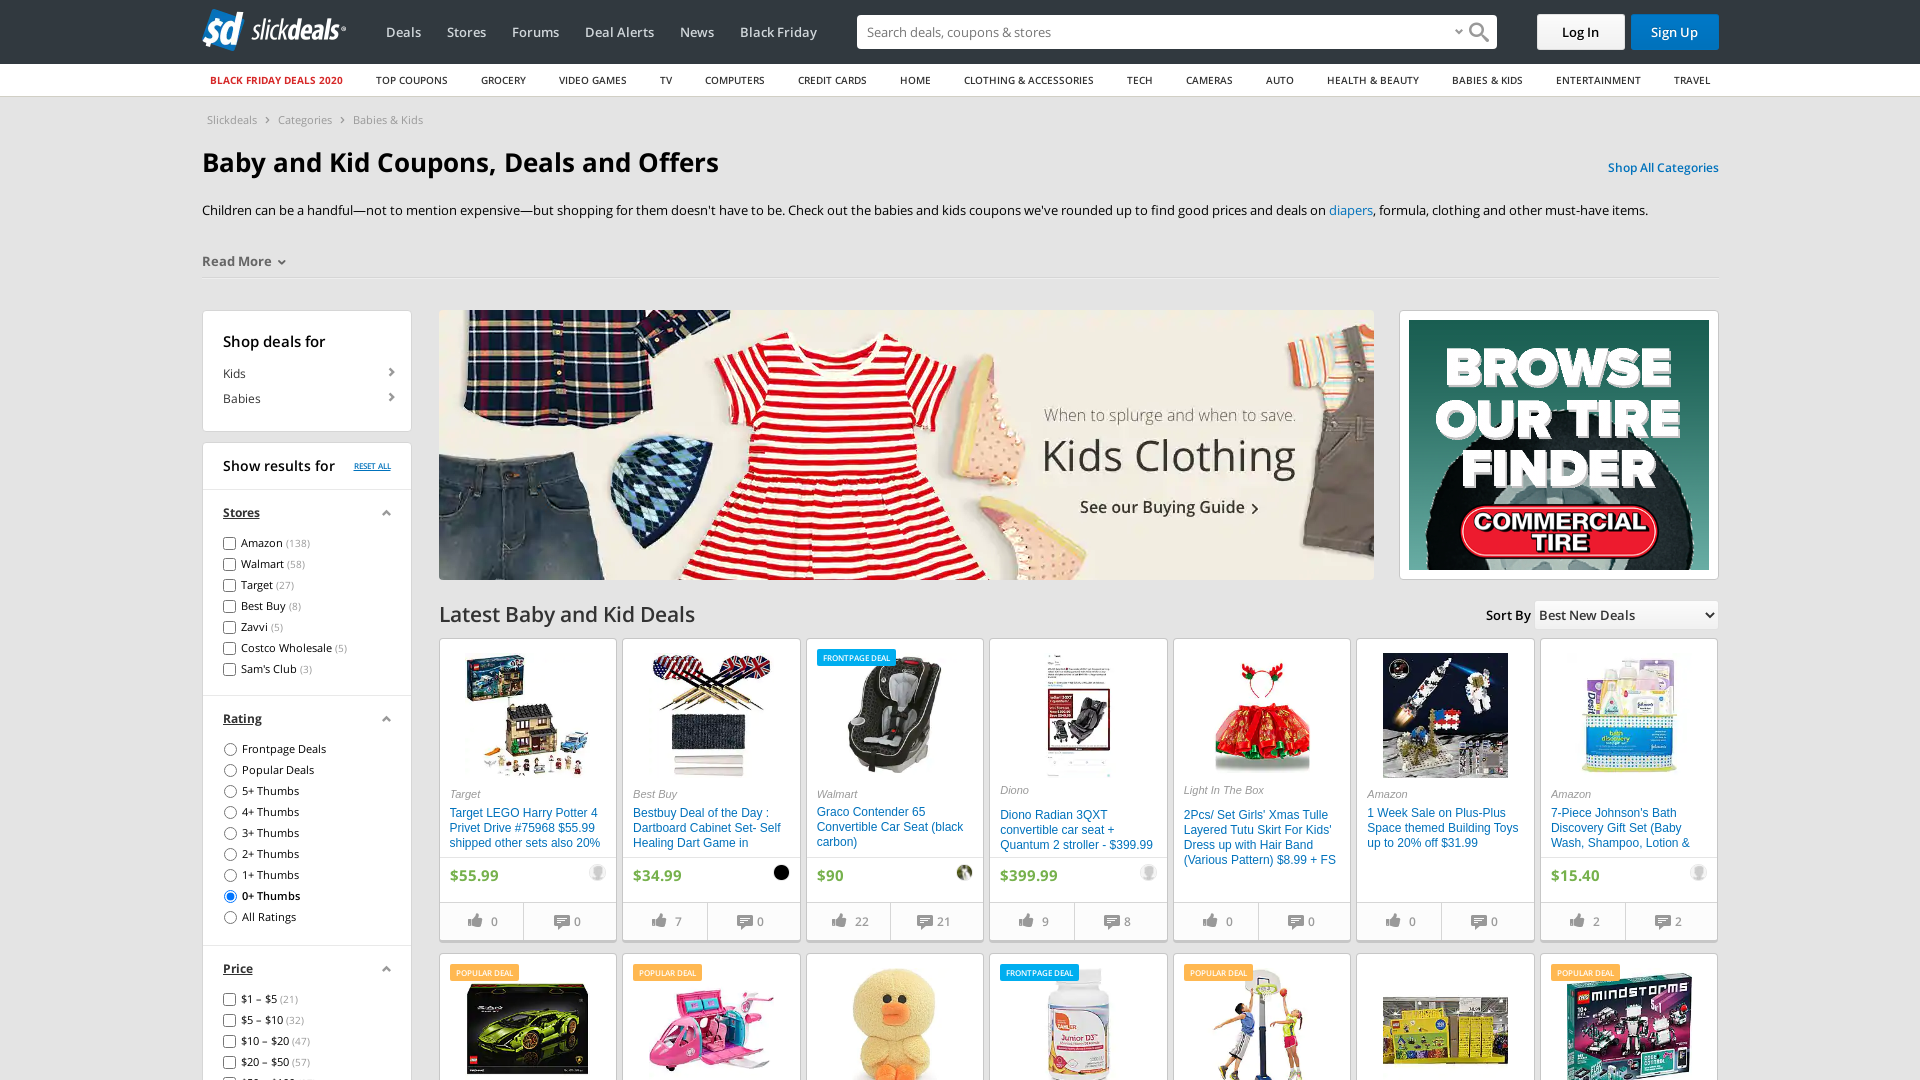 sd slickdeals
Deals
Stores
Forums
Deal Alerts
News
Black Friday
Search deals, coupons & stores
Log In
Sign Up
BLACK FRIDAY DEALS 2020
TOP COUPONS
GROCERY
VIDEO GAMES
TV
COMPUTERS
CREDIT CARDS
HOME
CLOTHING & ACCESSORIES
TECH
CAMERAS
AUTO
HEALTH & BEAUTY
BABIES & KIDS
ENTERTAINMENT
TRAVEL
Slickdeals > Categories > Babies & Kids
Baby and Kid Coupons, Deals and Offers
Shop All Categories
Children can be a handful—not to mention expensive—but shopping for them doesn't have to be. Check out the babies and kids coupons we've rounded up to find good prices and deals on diapers, formula, clothing and other must-have items.
Read More
Shop deals for
Kids
Babies
Show results for
RESET ALL
Stores
Amazon (138)
Walmart (58)
Target (27)
Best Buy (8)
Zavvi (5)
Costco Wholesale (5)
Sam's Club (3)
Rating
Frontpage Deals
Popular Deals
5+ Thumbs
4+ Thumbs
3+ Thumbs
2+ Thumbs
1+ Thumbs
0+ Thumbs
All Ratings
Price
$1 – $5 (21)
$5 – $10 (32)
$10 – $20 (47)
$20 – $50 (57)
When to splurge and when to save.
Kids Clothing
See our Buying Guide
BROWSE
OUR TIRE
FINDER
COMMERCIAL
TIRE
Latest Baby and Kid Deals
Sort By
Best New Deals
Target
Target LEGO Harry Potter 4
Privet Drive #75968 $55.99
shipped other sets also 20%
$55.99
0
0
Best Buy
Bestbuy Deal of the Day :
Dartboard Cabinet Set- Self
Healing Dart Game in
$34.99
7
0
FRONTPAGE DEAL
Walmart
Graco Contender 65
Convertible Car Seat (black
carbon)
$90
22
21
Diono
Diono Radian 3QXT
convertible car seat +
Quantum 2 stroller - $399.99
$399.99
9
8
Light In The Box
2Pcs/ Set Girls' Xmas Tulle
Layered Tutu Skirt For Kids'
Dress up with Hair Band
(Various Pattern) $8.99 + FS
0
0
Amazon
1 Week Sale on Plus-Plus
Space themed Building Toys
up to 20% off $31.99
0
0
Amazon
7-Piece Johnson's Bath
Discovery Gift Set (Baby
Wash, Shampoo, Lotion &
$15.40
2
2
POPULAR DEAL
POPULAR DEAL
FRONTPAGE DEAL
Junior D3
POPULAR DEAL
POPULAR DEAL
MINDSTORMS